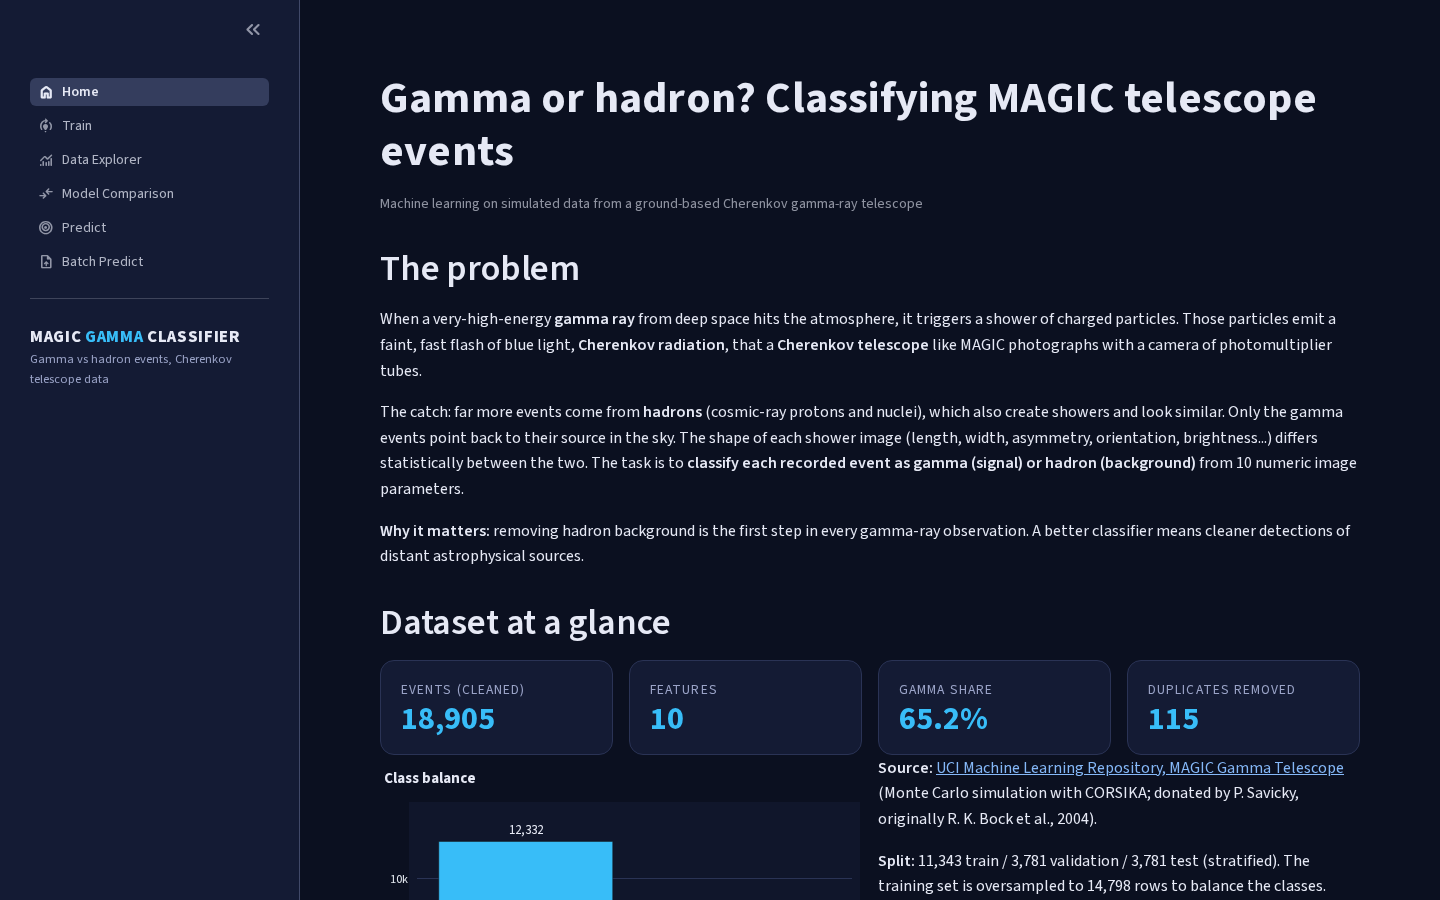 Home
Train
Data Explorer
Model Comparison
Predict
Batch Predict
MAGIC GAMMA CLASSIFIER
Gamma vs hadron events, Cherenkov
telescope data
Gamma or hadron? Classifying MAGIC telescope
events
Machine learning on simulated data from a ground-based Cherenkov gamma-ray telescope
The problem
When a very-high-energy gamma ray from deep space hits the atmosphere, it triggers a shower of charged particles. Those particles emit a
faint, fast flash of blue light, Cherenkov radiation, that a Cherenkov telescope like MAGIC photographs with a camera of photomultiplier
tubes.
The catch: far more events come from hadrons (cosmic-ray protons and nuclei), which also create showers and look similar. Only the gamma
events point back to their source in the sky. The shape of each shower image (length, width, asymmetry, orientation, brightness...) differs
statistically between the two. The task is to classify each recorded event as gamma (signal) or hadron (background) from 10 numeric image
parameters.
Why it matters: removing hadron background is the first step in every gamma-ray observation. A better classifier means cleaner detections of
distant astrophysical sources.
Dataset at a glance
EVENTS (CLEANED)
18,905
FEATURES
10
GAMMA SHARE
65.2%
DUPLICATES REMOVED
115
Class balance
12,332
10k
Source: UCI Machine Learning Repository, MAGIC Gamma Telescope
(Monte Carlo simulation with CORSIKA; donated by P. Savicky,
originally R. K. Bock et al., 2004).
Split: 11,343 train / 3,781 validation / 3,781 test (stratified). The
training set is oversampled to 14,798 rows to balance the classes.